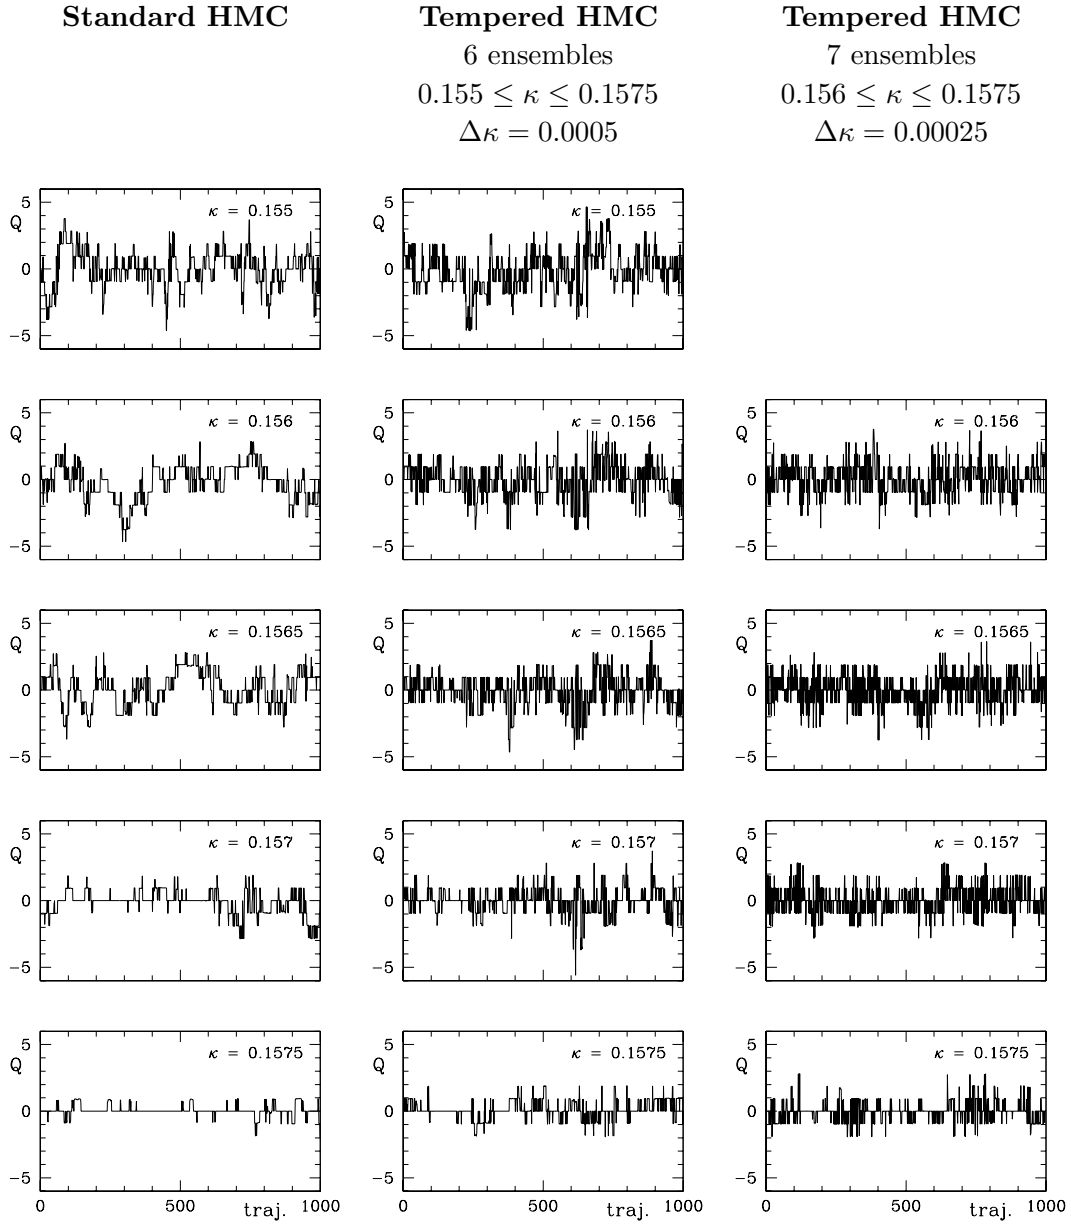 Standard HMC Tempered HMC Tempered HMC
6 ensembles 7 ensembles
0.155 ≤ κ ≤ 0.1575 0.156 ≤ κ ≤ 0.1575
Δκ = 0.0005 Δκ = 0.00025
5 κ = 0.155 5 κ = 0.155
Q Q
0 0
−5 −5
5 κ = 0.156 5 κ = 0.156 5 κ = 0.156
Q Q Q
0 0 0
−5 −5 −5
5 κ = 0.1565 5 κ = 0.1565 5 κ = 0.1565
Q Q Q
0 0 0
−5 −5 −5
5 κ = 0.157 5 κ = 0.157 5 κ = 0.157
Q Q Q
0 0 0
−5 −5 −5
5 κ = 0.1575 5 κ = 0.1575 5 κ = 0.1575
Q Q Q
0 0 0
−5 −5 −5
0 500 1000 0 500 1000 0 500 1000
traj. traj. traj.